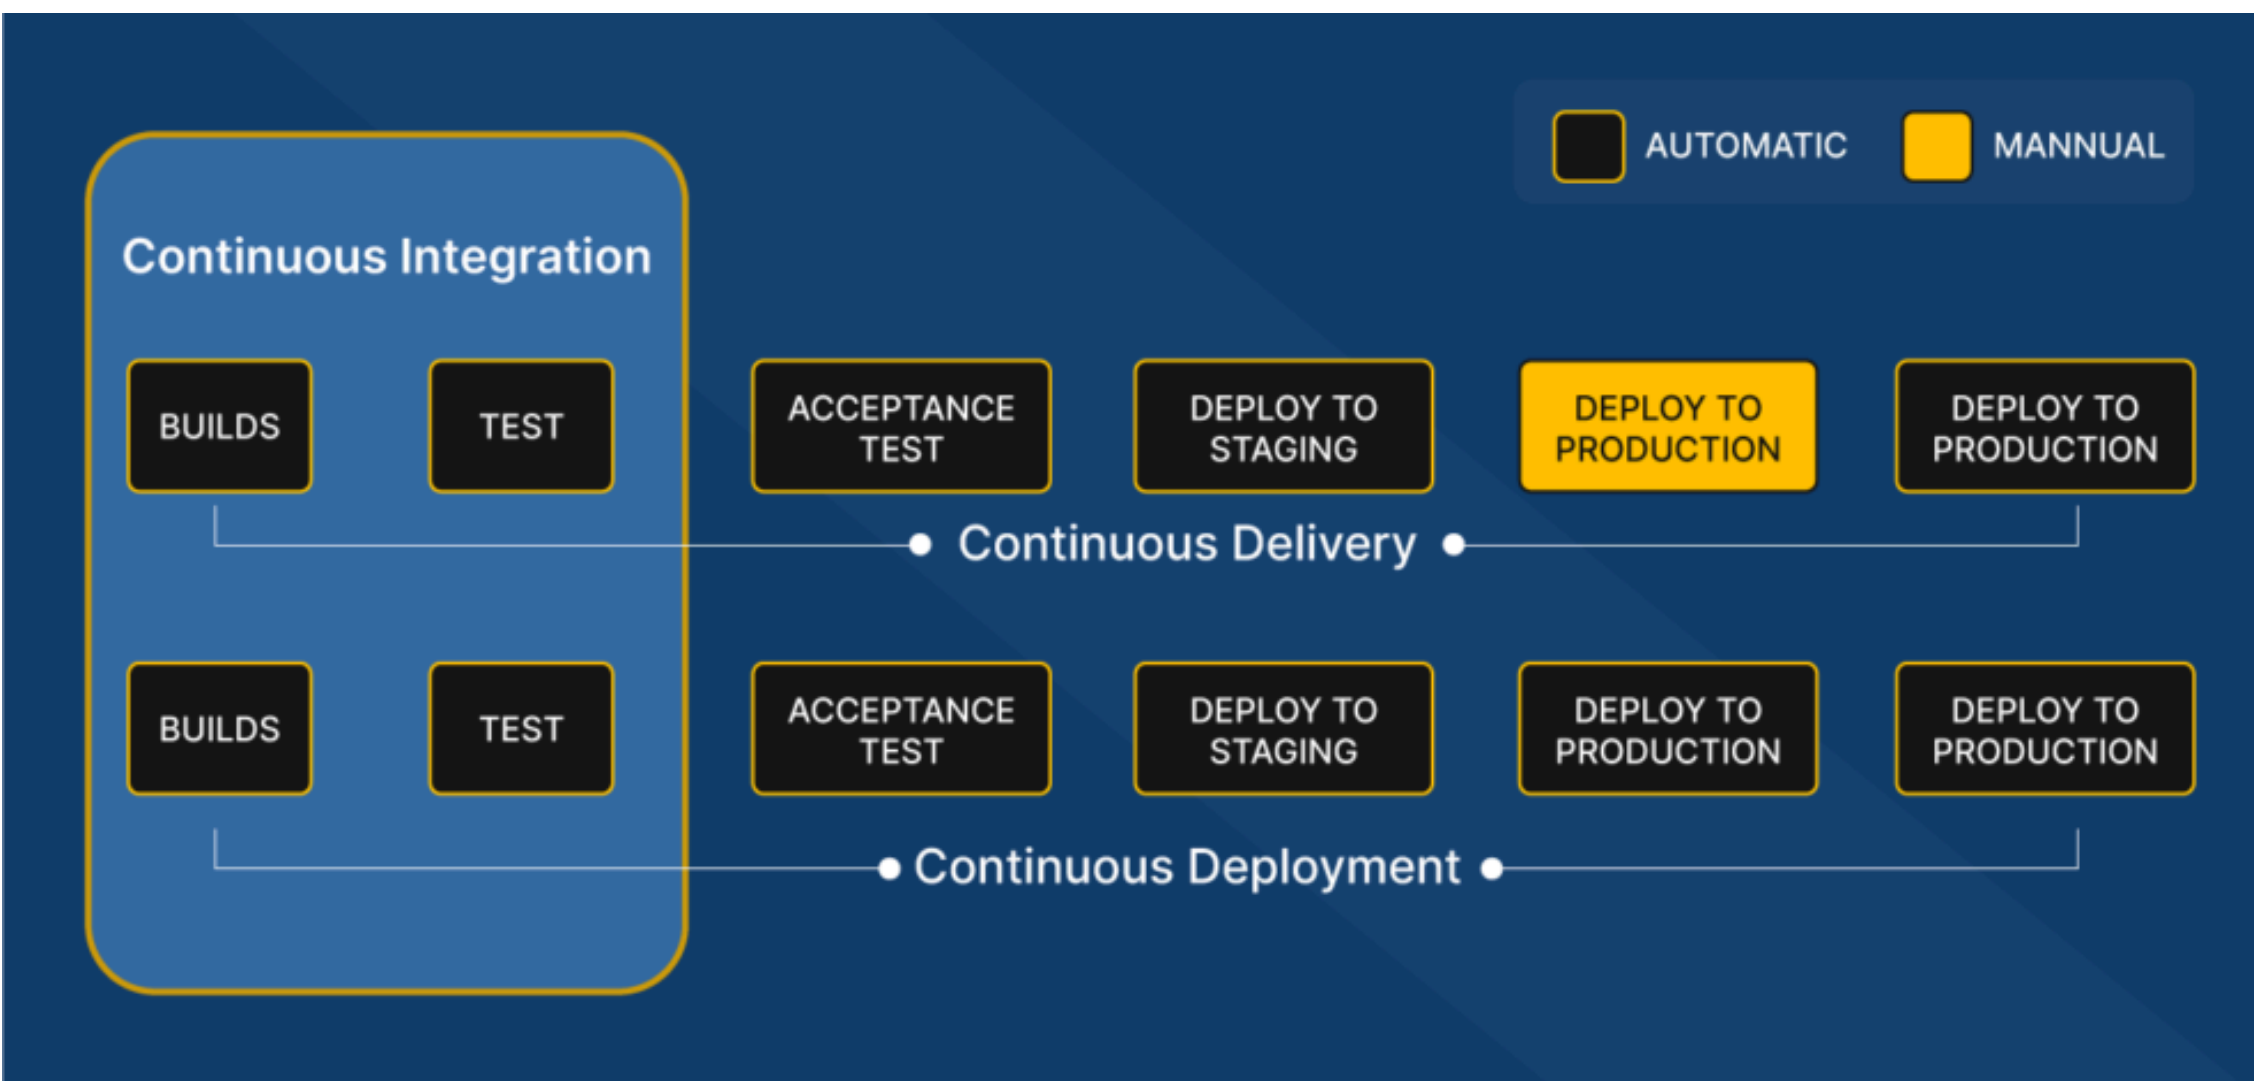 AUTOMATIC
MANNUAL
Continuous Integration
BUILDS
TEST
ACCEPTANCE
TEST
DEPLOY TO
STAGING
DEPLOY TO
PRODUCTION
DEPLOY TO
PRODUCTION
Continuous Delivery
BUILDS
TEST
ACCEPTANCE
TEST
DEPLOY TO
STAGING
DEPLOY TO
PRODUCTION
DEPLOY TO
PRODUCTION
Continuous Deployment